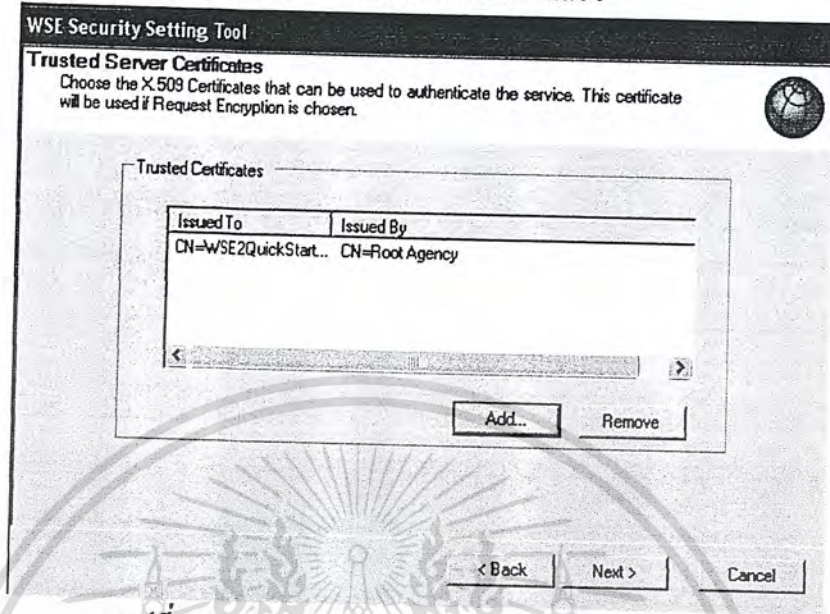 WSE Security Setting Tool
Trusted Server Certificates
Choose the X.509 Certificates that can be used to authenticate the service. This certificate
will be used if Request Encryption is chosen.
Trusted Certificates
Issued To Issued By
CN=WSE2QuickStart... CN=Root Agency
Add... Remove
< Back Next > Cancel